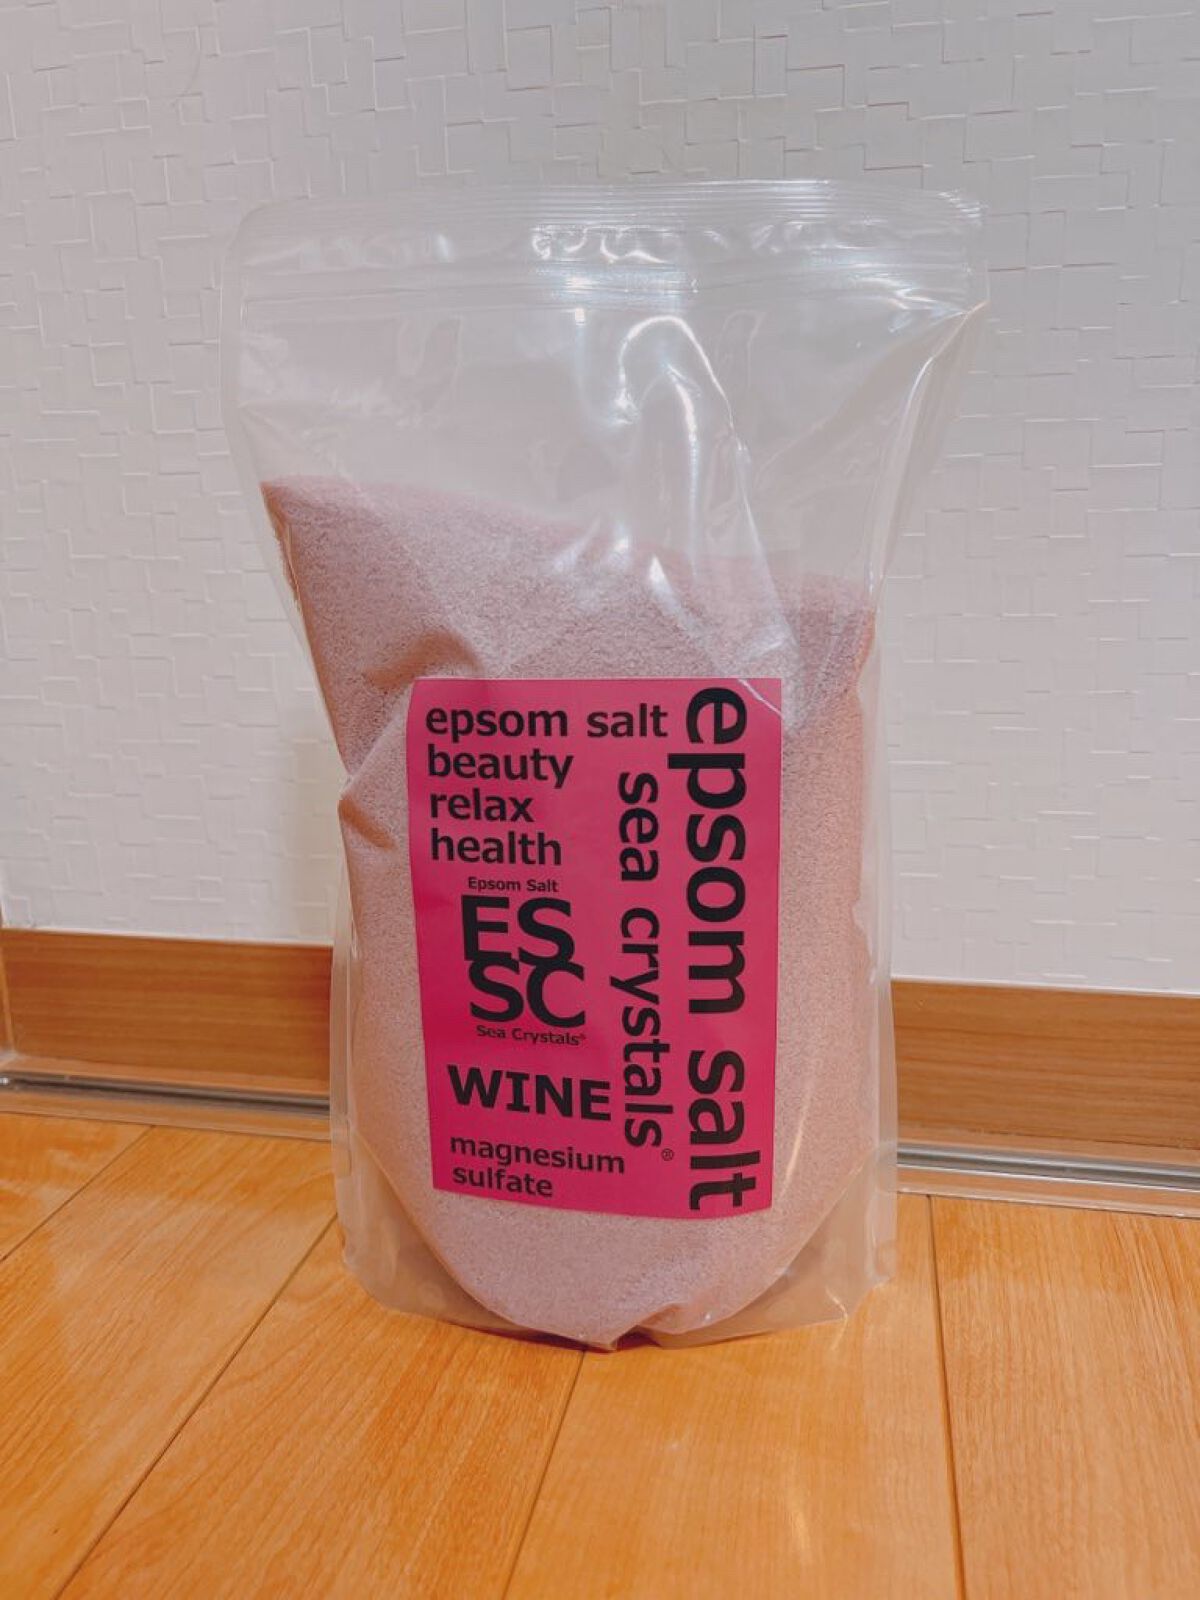 epsom salt
beauty
relax
health
Epsom Salt
ES
SC
Sea Crystals®
WINE
magnesium
sulfate
sea crystals®
epsom salt